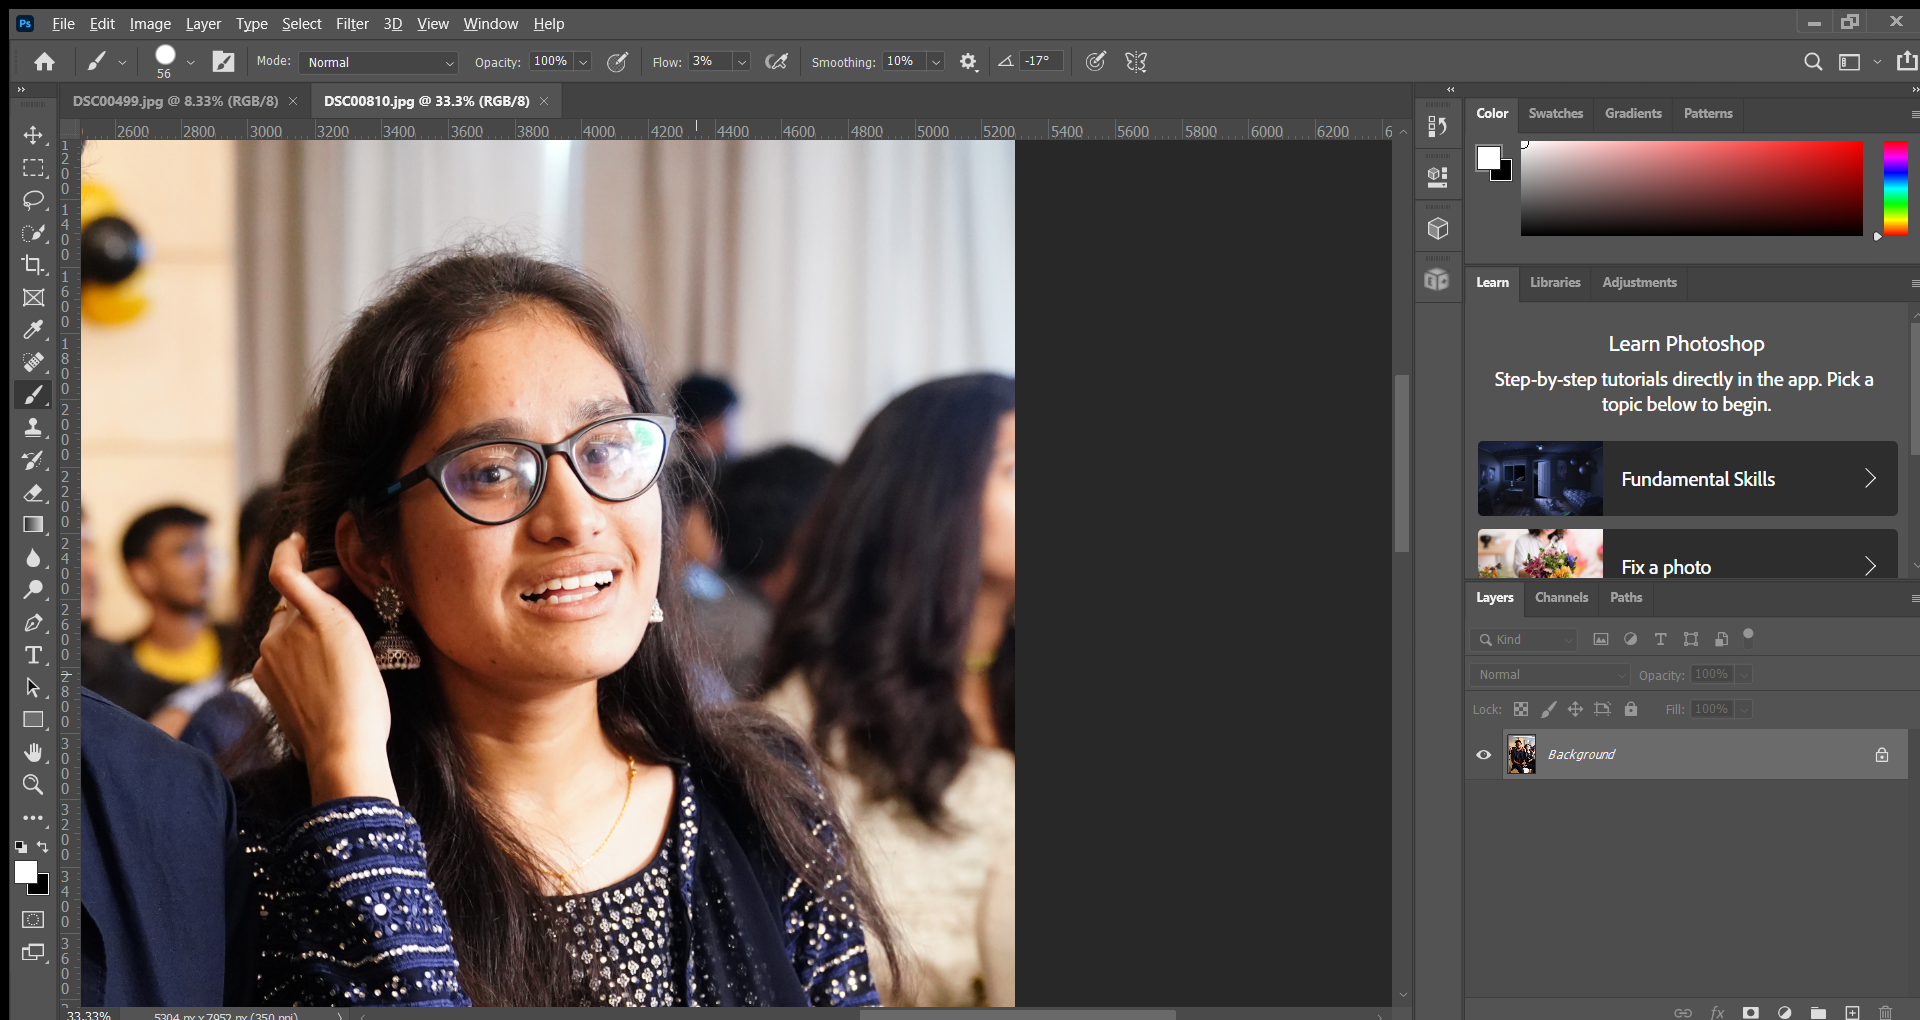 Ps File Edit Image Layer Type Select Filter 3D View Window Help
56 Mode: Normal Opacity: 100% Flow: 3% Smoothing: 10% -17°
DSC00499.jpg @ 8.33% (RGB/8) × DSC00810.jpg @ 33.3% (RGB/8) ×
2600 2800 3000 3200 3400 3600 3800 4000 4200 4400 4600 4800 5000 5200 5400 5600 5800 6000 6200 6
1200
1400
1600
1800
2000
2200
2400
2600
2800
3000
3200
3400
3600
Color Swatches Gradients Patterns
Learn Libraries Adjustments
Learn Photoshop
Step-by-step tutorials directly in the app. Pick a
topic below to begin.
Fundamental Skills
Fix a photo
Layers Channels Paths
Kind
Normal Opacity: 100%
Lock: Fill: 100%
Background
fx
33.33% 5304 px x 7952 px (350 ppi)